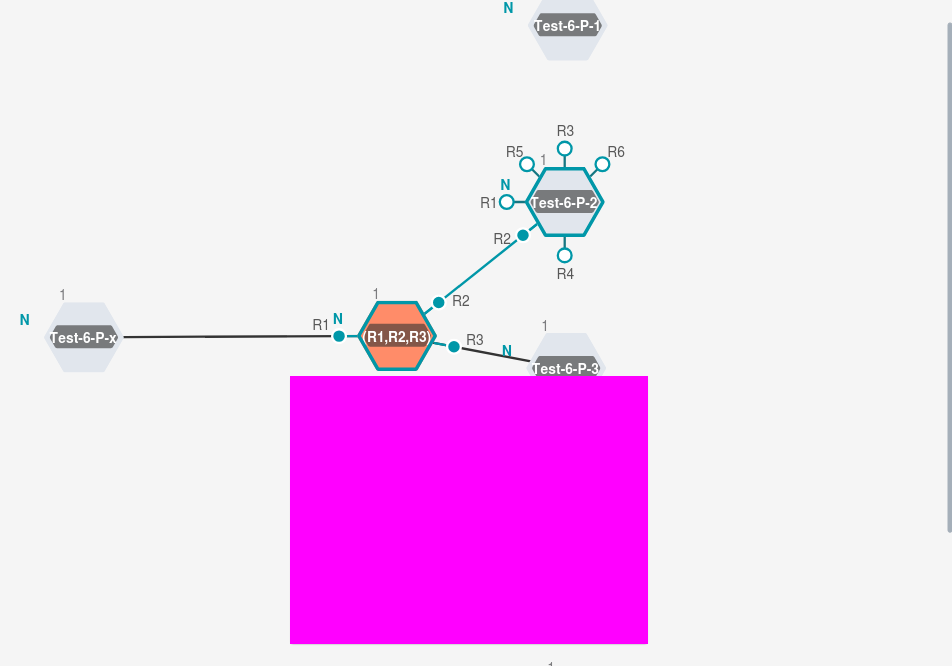 N
Test-6-P-1
R3
R5
1
R6
N
R1
Test-6-P-2
R2
R4
1
1
R2
N
R1
N
1
Test-6-P-x
(R1,R2,R3)
R3
N
Test-6-P-3